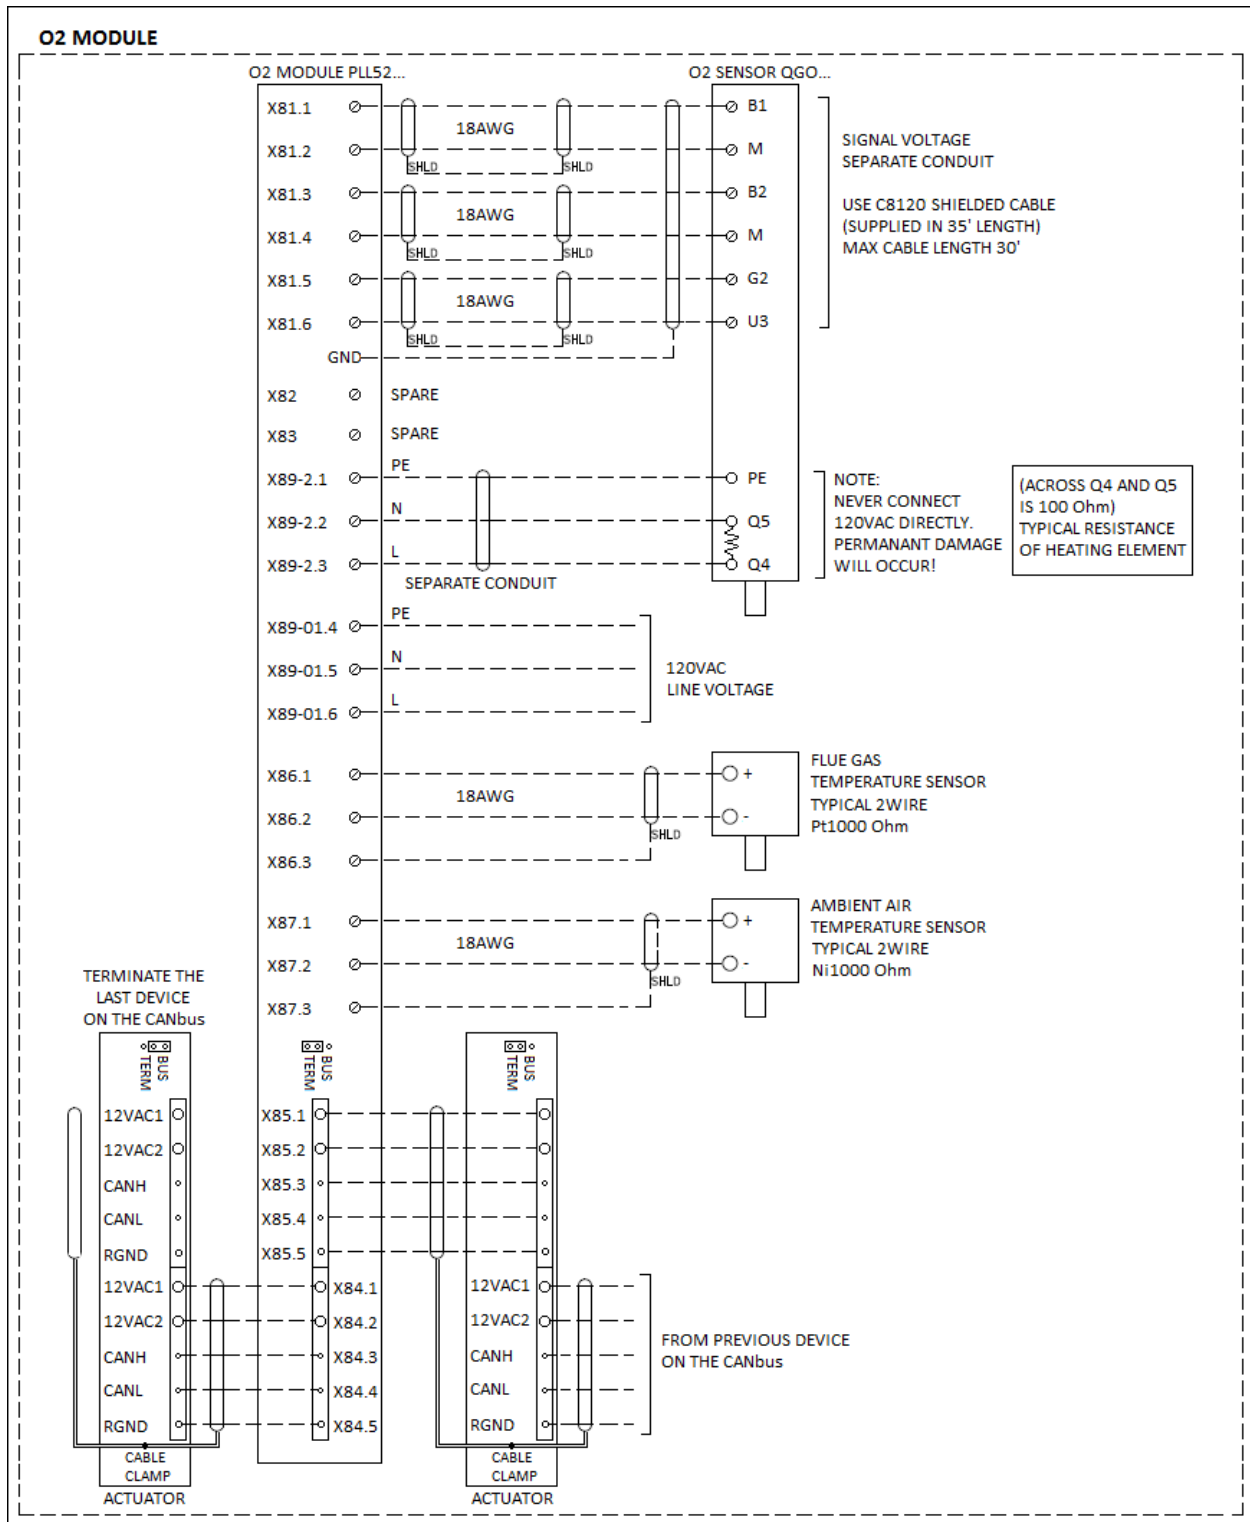 O2 MODULE
O2 MODULE PLL52...
O2 SENSOR QGO...
X81.1
B1
18AWG
X81.2
M
SHLD
SHLD
X81.3
B2
18AWG
X81.4
M
SHLD
SHLD
X81.5
G2
18AWG
X81.6
U3
SHLD
SHLD
GND
SIGNAL VOLTAGE
SEPARATE CONDUIT
USE C8120 SHIELDED CABLE
(SUPPLIED IN 35' LENGTH)
MAX CABLE LENGTH 30'
X82
SPARE
X83
SPARE
X89-2.1
PE
PE
X89-2.2
N
Q5
X89-2.3
L
Q4
SEPARATE CONDUIT
NOTE:
NEVER CONNECT
120VAC DIRECTLY.
PERMANANT DAMAGE
WILL OCCUR!
(ACROSS Q4 AND Q5
IS 100 Ohm)
TYPICAL RESISTANCE
OF HEATING ELEMENT
X89-01.4
PE
X89-01.5
N
X89-01.6
L
120VAC
LINE VOLTAGE
X86.1
+
18AWG
X86.2
-
SHLD
X86.3
FLUE GAS
TEMPERATURE SENSOR
TYPICAL 2WIRE
Pt1000 Ohm
X87.1
+
18AWG
X87.2
-
SHLD
X87.3
AMBIENT AIR
TEMPERATURE SENSOR
TYPICAL 2WIRE
Ni1000 Ohm
TERMINATE THE
LAST DEVICE
ON THE CANbus
BUS
TERM
BUS
TERM
BUS
TERM
12VAC1
X85.1
12VAC2
X85.2
CANH
X85.3
CANL
X85.4
RGND
X85.5
12VAC1
X84.1
12VAC1
12VAC2
X84.2
12VAC2
CANH
X84.3
CANH
CANL
X84.4
CANL
RGND
X84.5
RGND
FROM PREVIOUS DEVICE
ON THE CANbus
CABLE
CLAMP
CABLE
CLAMP
ACTUATOR
ACTUATOR